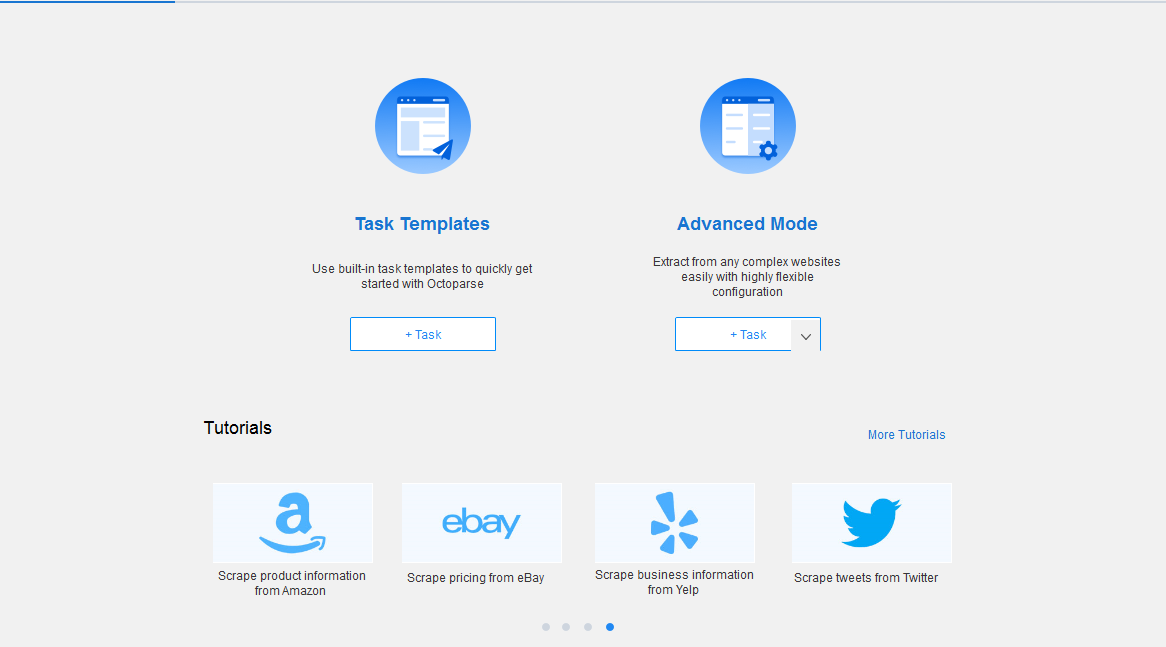 Task Templates
Advanced Mode
Use built-in task templates to quickly get
started with Octoparse
Extract from any complex websites
easily with highly flexible
configuration
+ Task
+ Task
Tutorials
More Tutorials
a
ebay
Scrape product information
from Amazon
Scrape pricing from eBay
Scrape business information
from Yelp
Scrape tweets from Twitter